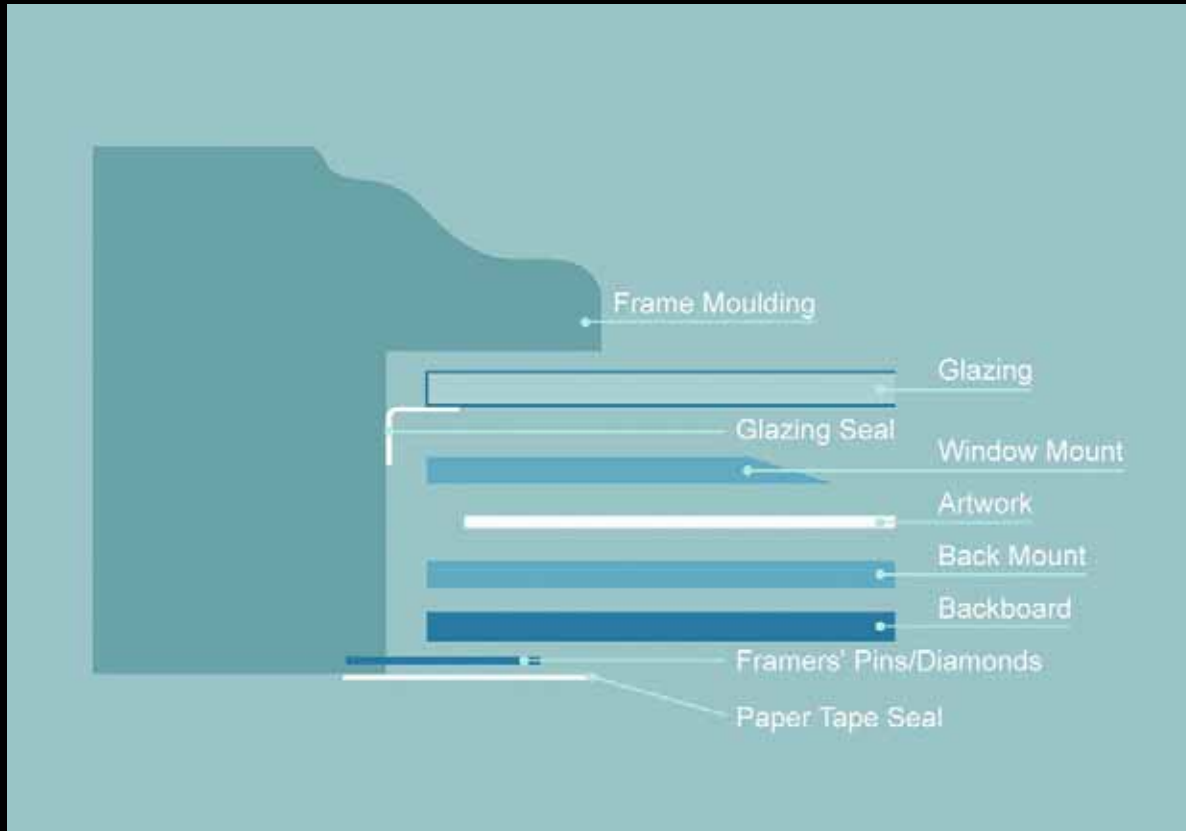 Frame Moulding
Glazing
Glazing Seal
Window Mount
Artwork
Back Mount
Backboard
Framers' Pins/Diamonds
Paper Tape Seal